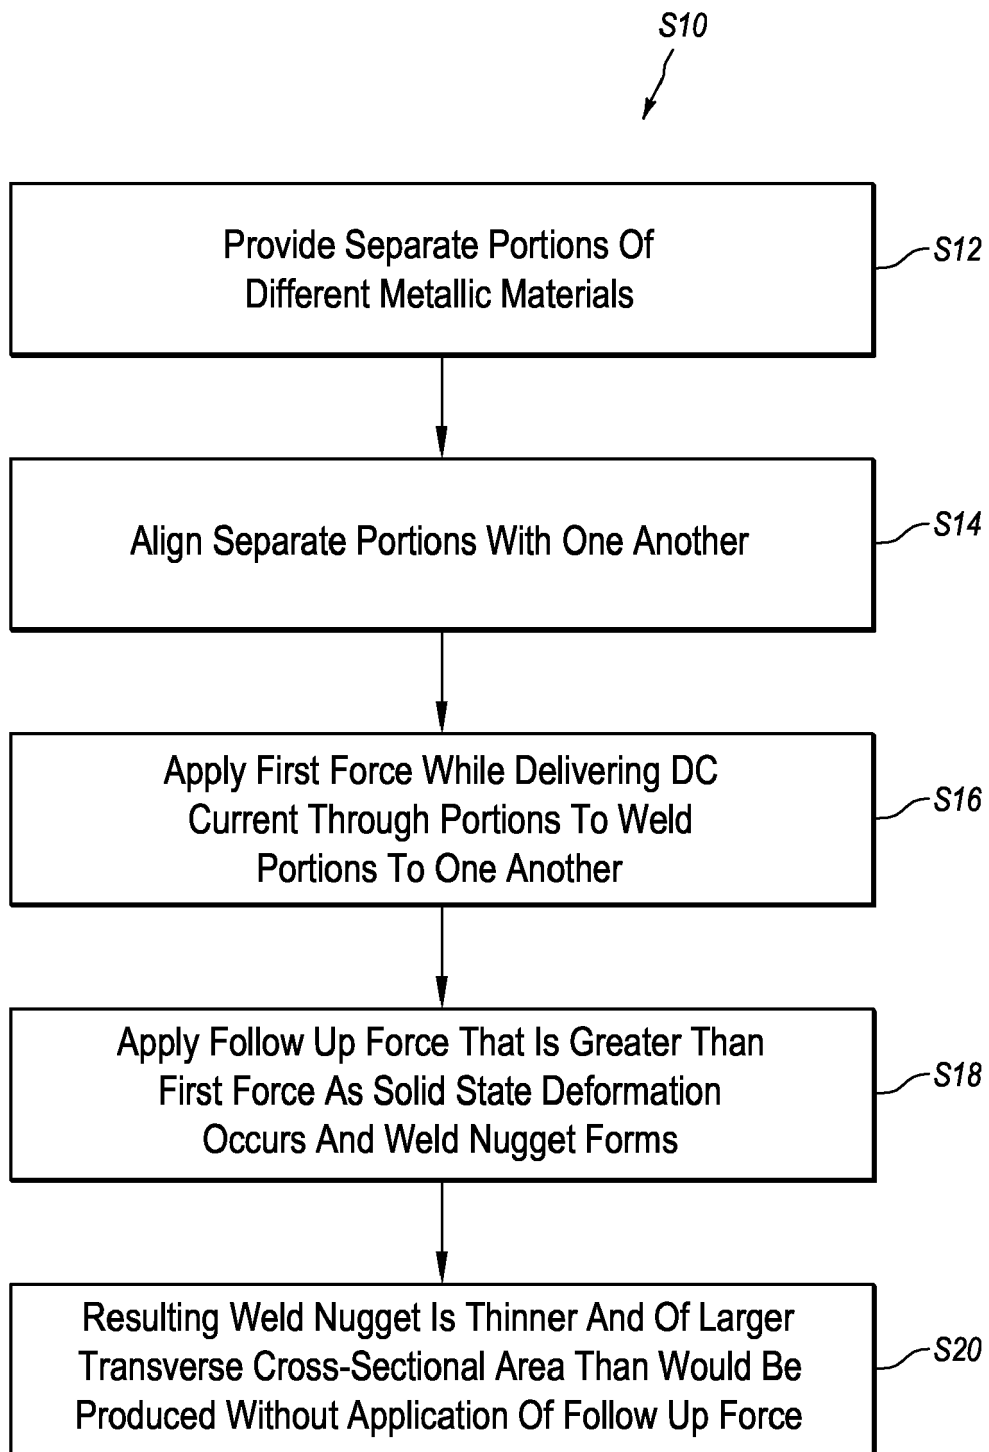 S10
Provide Separate Portions Of
Different Metallic Materials
S12
Align Separate Portions With One Another
S14
Apply First Force While Delivering DC
Current Through Portions To Weld
Portions To One Another
S16
Apply Follow Up Force That Is Greater Than
First Force As Solid State Deformation
Occurs And Weld Nugget Forms
S18
Resulting Weld Nugget Is Thinner And Of Larger
Transverse Cross-Sectional Area Than Would Be
Produced Without Application Of Follow Up Force
S20